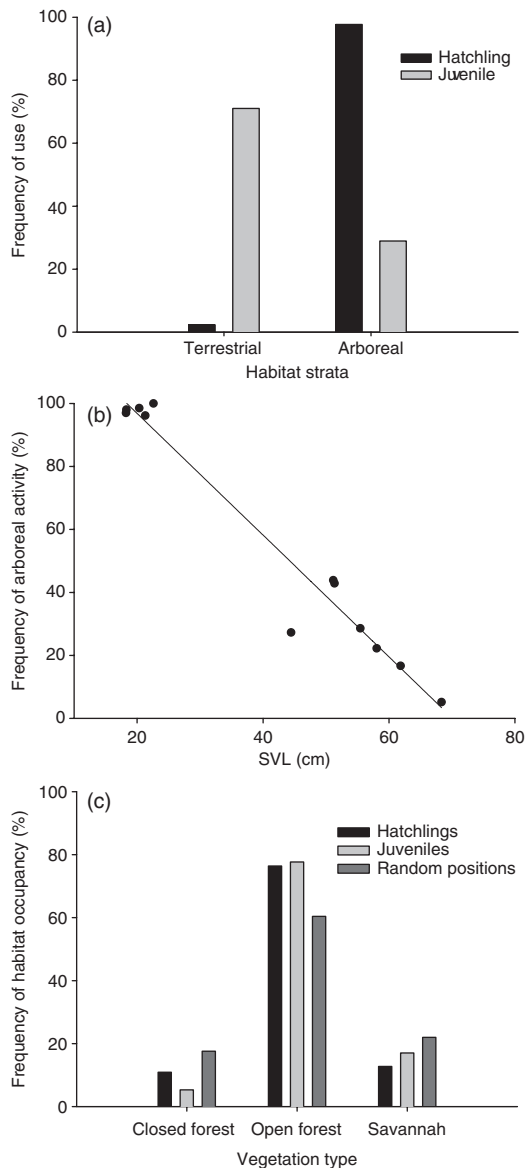 (a)
Hatchling
Juvenile
100
80
60
40
20
0
Frequency of use (%)
Terrestrial Arboreal
Habitat strata
(b)
100
80
60
40
20
0
Frequency of arboreal activity (%)
20 40 60 80
SVL (cm)
(c)
Hatchlings
Juveniles
Random positions
100
80
60
40
20
0
Frequency of habitat occupancy (%)
Closed forest Open forest Savannah
Vegetation type